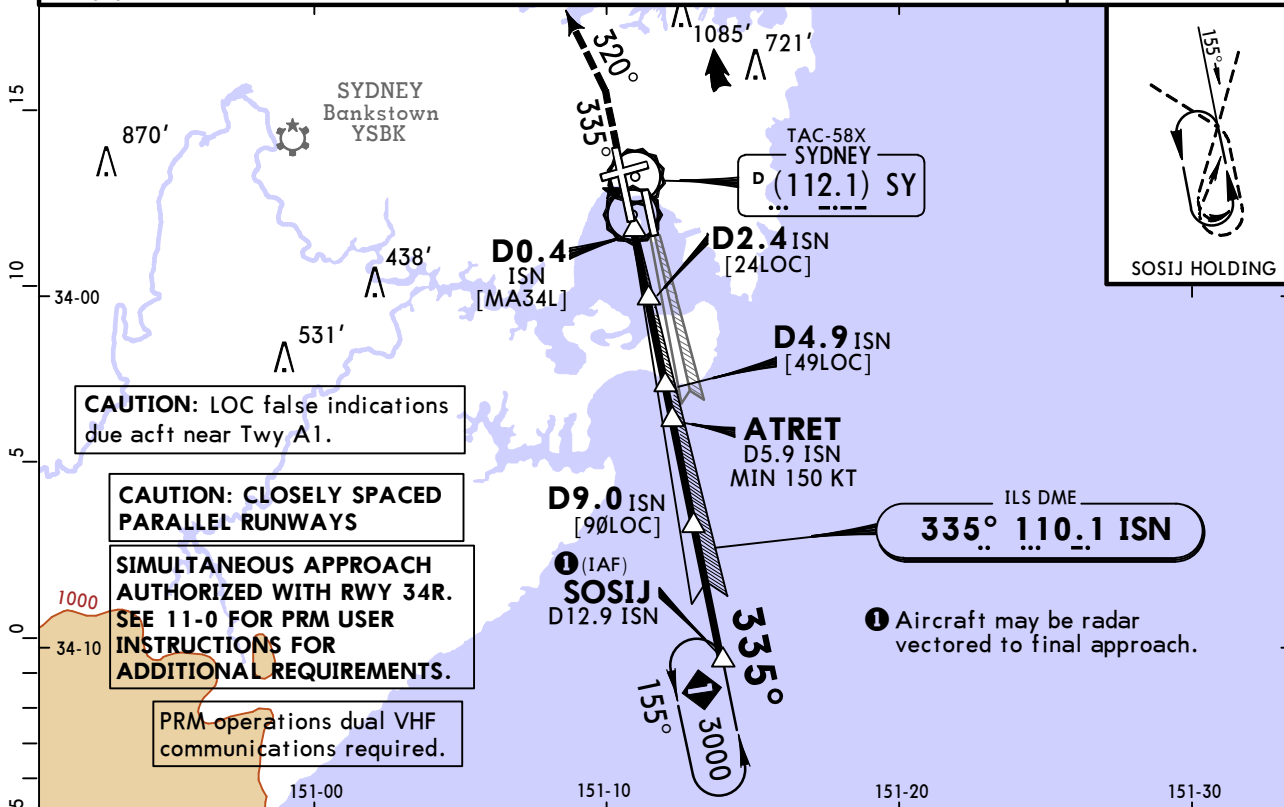 15
10
5
0
5
34-00
34-10
151-00
151-10
151-20
151-30
870'
438'
531'
1085'
721'
1000
SYDNEY
Bankstown
YSBK
320°
335°
TAC-58X
SYDNEY
D (112.1) SY
D0.4
ISN
[MA34L]
D2.4 ISN
[24LOC]
D4.9 ISN
[49LOC]
ATRET
D5.9 ISN
MIN 150 KT
D9.0 ISN
[9ØLOC]
1 (IAF)
SOSIJ
D12.9 ISN
335°
155°
1
3000
ILS DME
335° 110.1 ISN
1 Aircraft may be radar
vectored to final approach.
155°
SOSIJ HOLDING
CAUTION: LOC false indications
due acft near Twy A1.
CAUTION: CLOSELY SPACED
PARALLEL RUNWAYS
SIMULTANEOUS APPROACH
AUTHORIZED WITH RWY 34R.
SEE 11-0 FOR PRM USER
INSTRUCTIONS FOR
ADDITIONAL REQUIREMENTS.
PRM operations dual VHF
communications required.